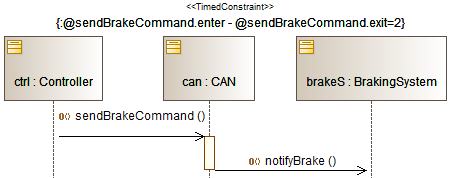 <<TimedConstraint>>
{:@sendBrakeCommand.enter - @sendBrakeCommand.exit=2}
ctrl : Controller
can : CAN
brakeS : BrakingSystem
sendBrakeCommand ()
notifyBrake ()